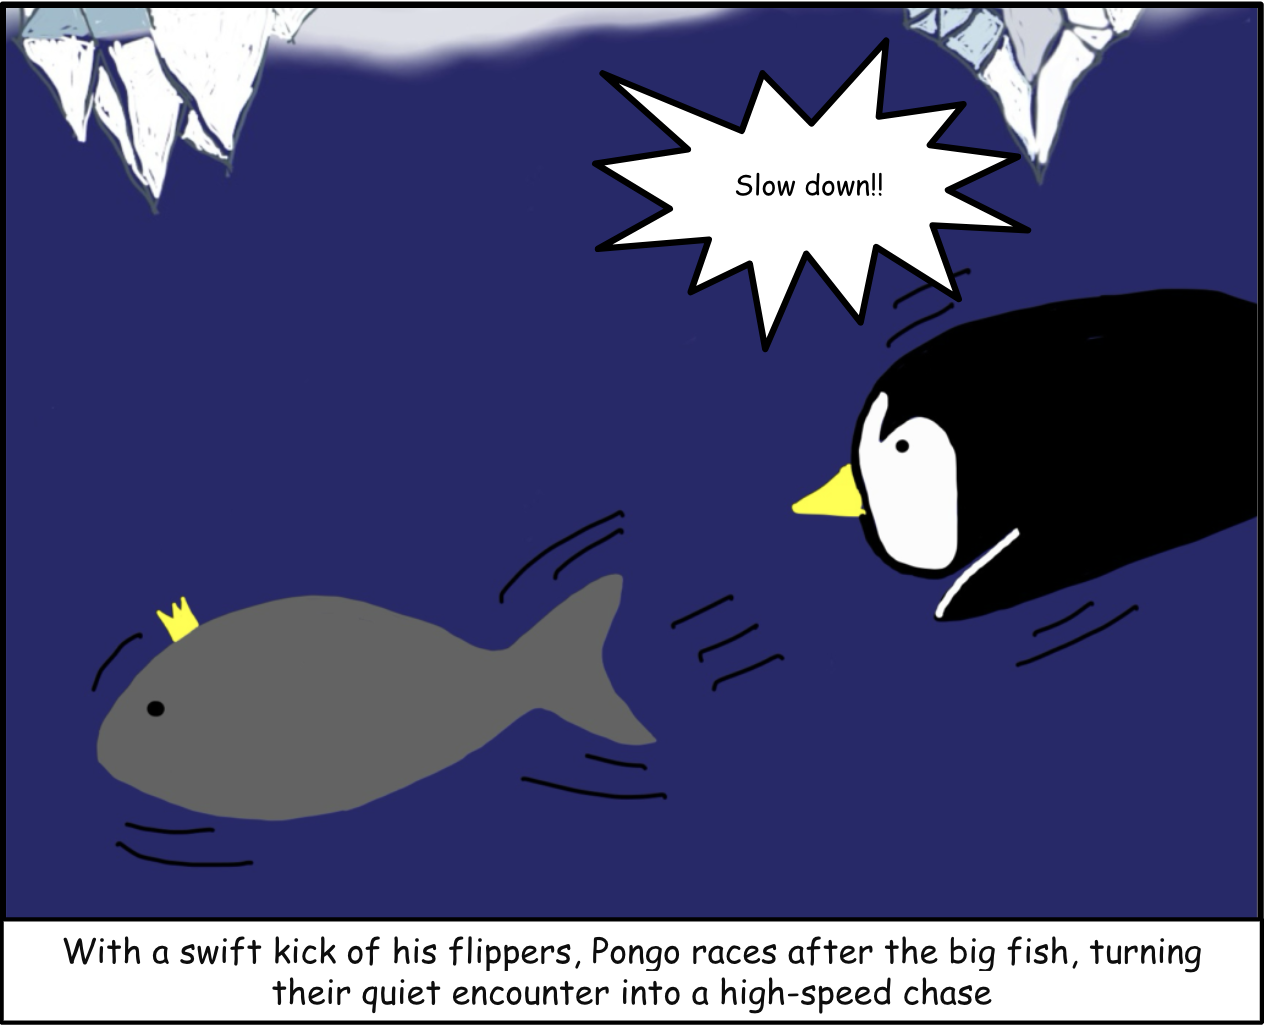 Slow down!!
With a swift kick of his flippers, Pongo races after the big fish, turning
their quiet encounter into a high-speed chase